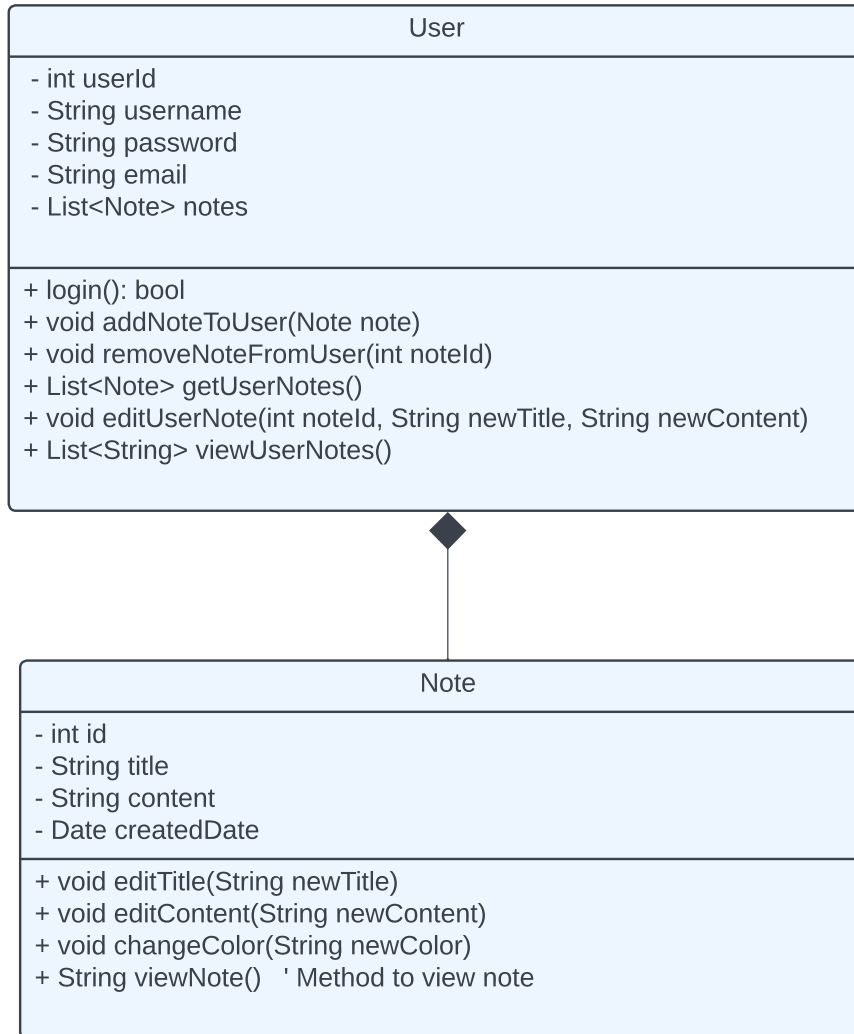 User
- int userId
- String username
- String password
- String email
- List<Note> notes
+ login(): bool
+ void addNoteToUser(Note note)
+ void removeNoteFromUser(int noteId)
+ List<Note> getUserNotes()
+ void editUserNote(int noteId, String newTitle, String newContent)
+ List<String> viewUserNotes()
Note
- int id
- String title
- String content
- Date createdDate
+ void editTitle(String newTitle)
+ void editContent(String newContent)
+ void changeColor(String newColor)
+ String viewNote()   ' Method to view note